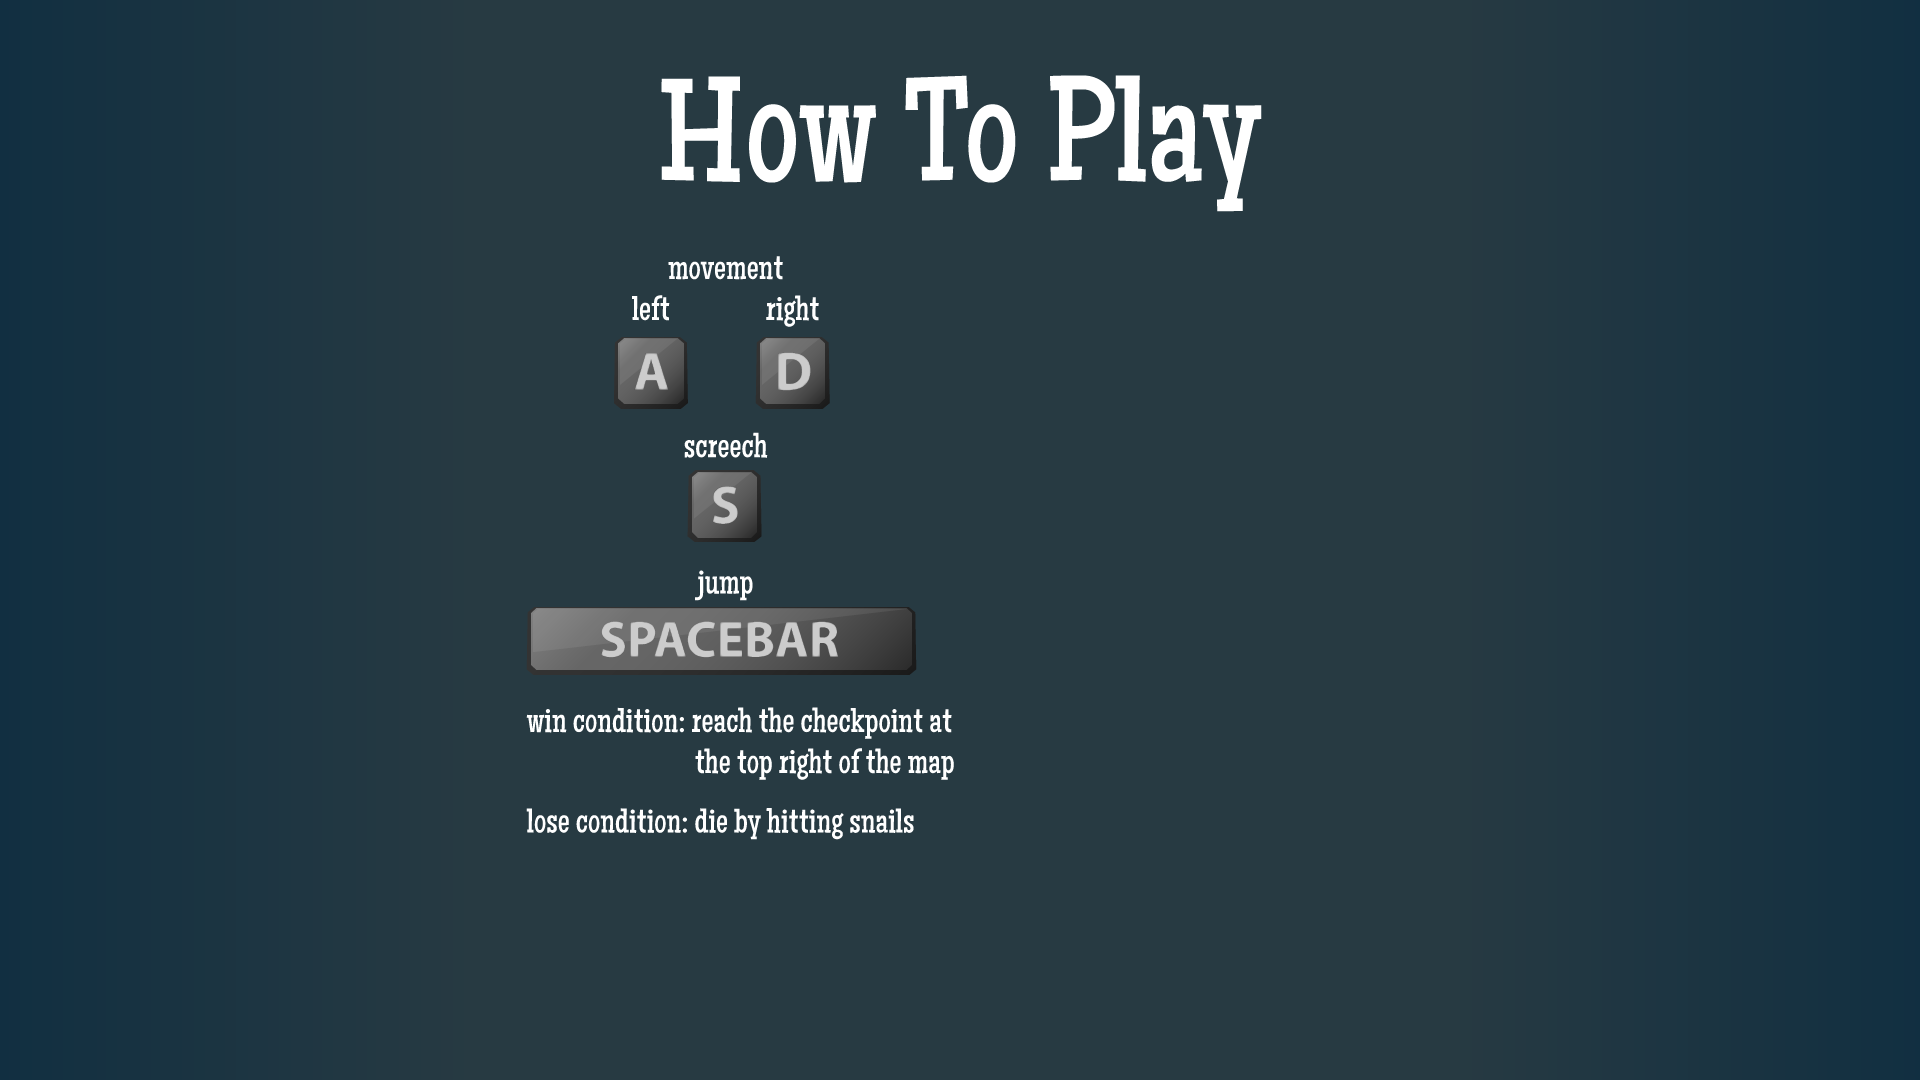 How To Play
movement
left right
A D
screech
S
jump
SPACEBAR
win condition: reach the checkpoint at
the top right of the map
lose condition: die by hitting snails